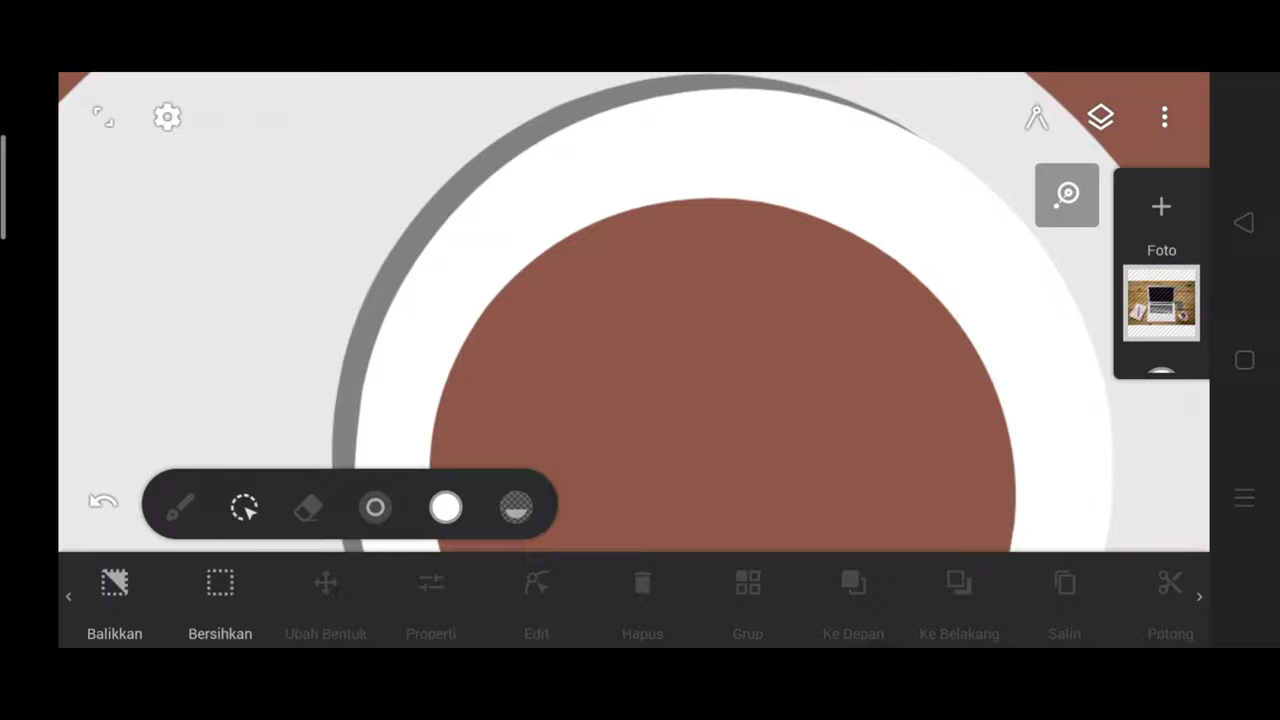 Foto
Balikkan
Bersihkan
Ubah Bentuk
Properti
Edit
Hapus
Grup
Ke Depan
Ke Belakang
Salin
Potong